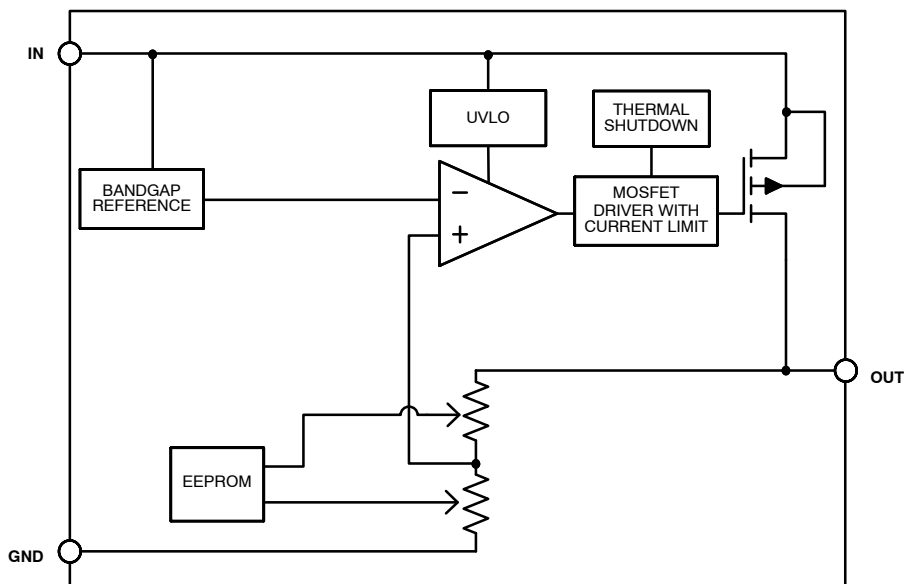 IN
UVLO
THERMAL
SHUTDOWN
BANDGAP
REFERENCE
−
+
MOSFET
DRIVER WITH
CURRENT LIMIT
OUT
EEPROM
GND